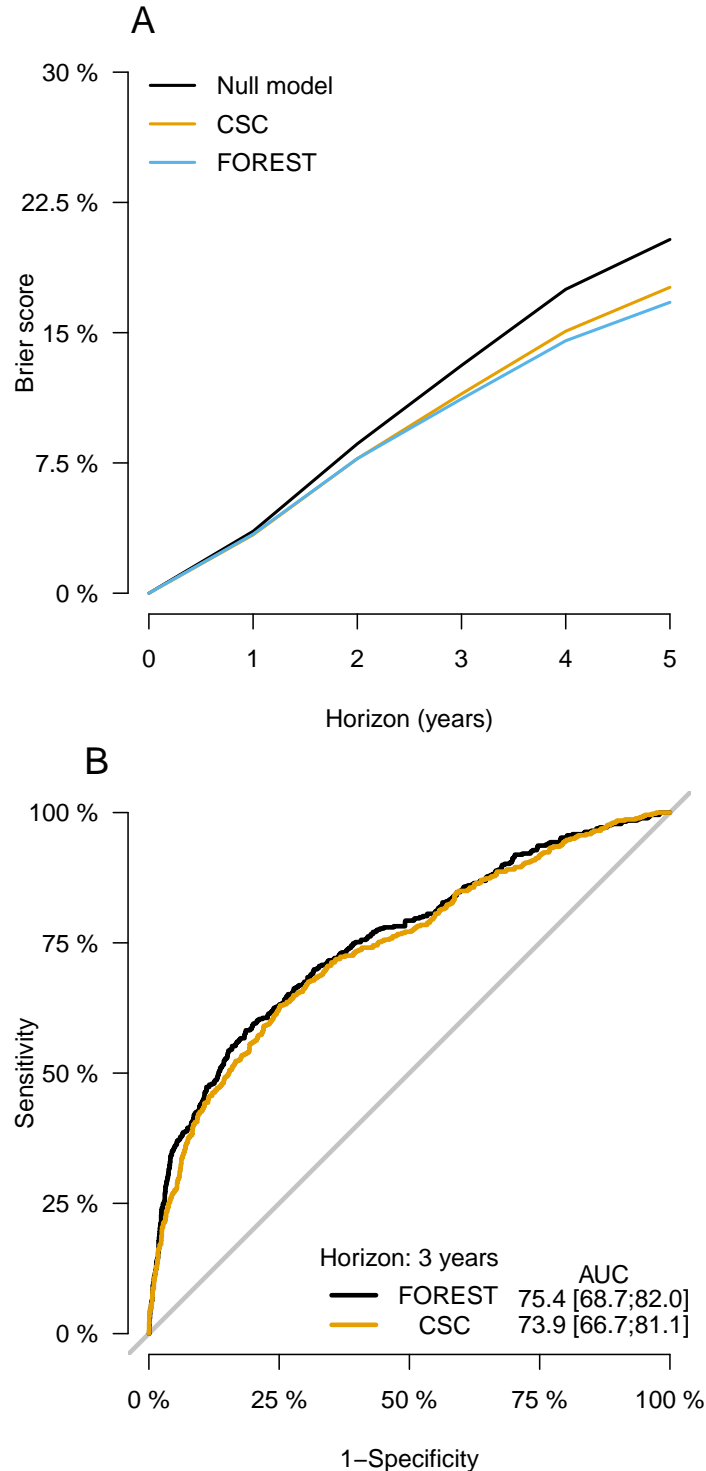 A
30 %
Null model
CSC
FOREST
22.5 %
Brier score
15 %
7.5 %
0 %
0 1 2 3 4 5
Horizon (years)
B
100 %
75 %
Sensitivity
50 %
25 %
Horizon: 3 years
AUC
FOREST 75.4 [68.7;82.0]
CSC 73.9 [66.7;81.1]
0 %
0 % 25 % 50 % 75 % 100 %
1−Specificity